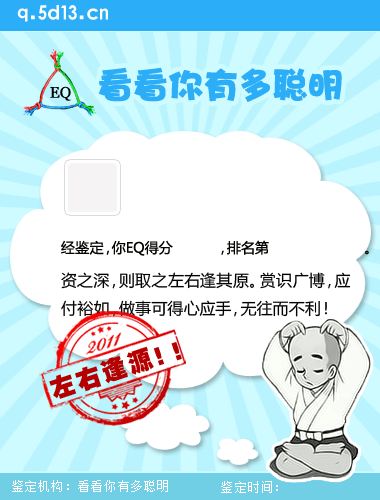 q.5d13.cn
EQ
看看你有多聪明
经鉴定，你EQ得分 ，排名第 。
资之深，则取之左右逢其原。赏识广博，应
付裕如，做事可得心应手，无往而不利！
2011
左右逢源!!
鉴定机构：看看你有多聪明 鉴定时间：